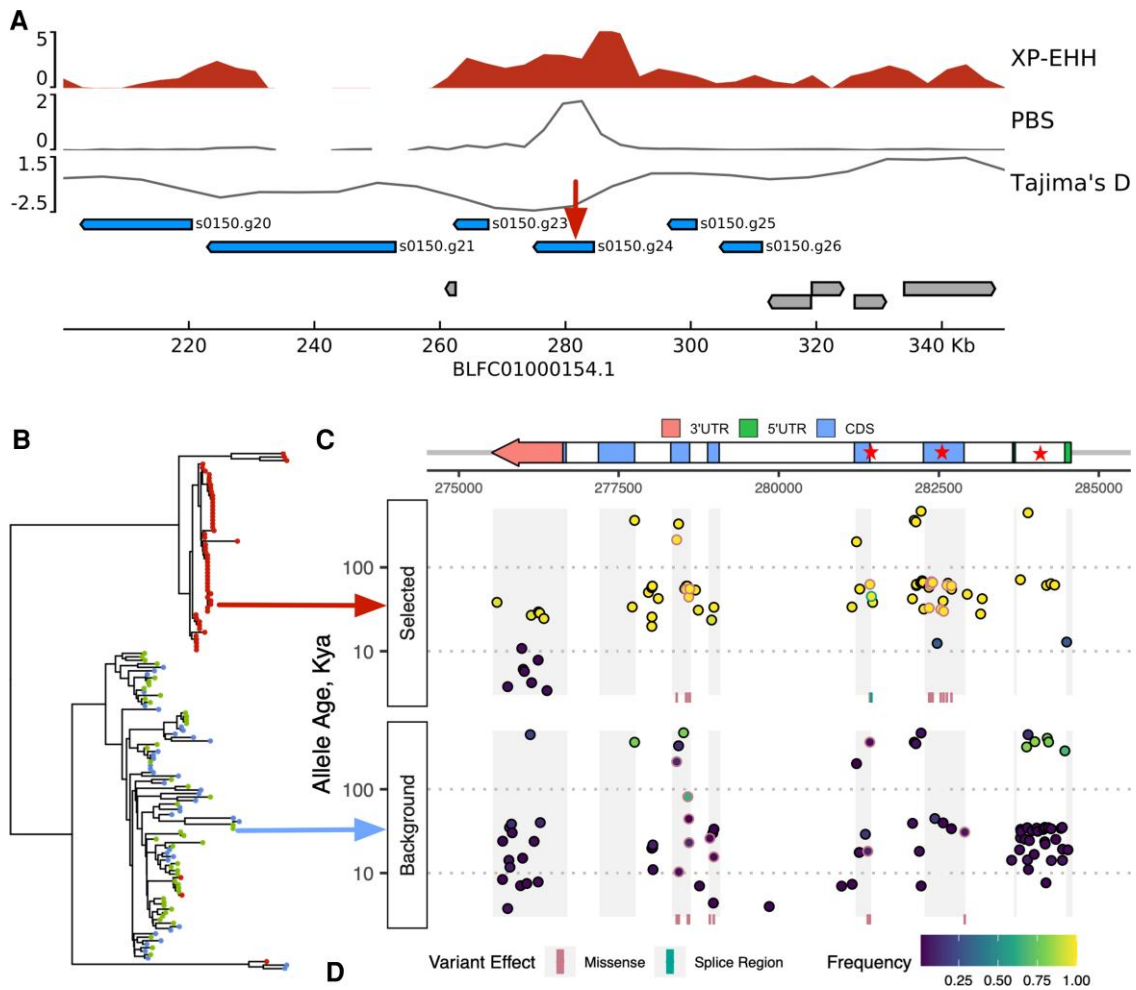 A
5
0
XP-EHH
2
0
PBS
1.5
-2.5
Tajima's D
s0150.g20
s0150.g23
s0150.g25
s0150.g21
s0150.g24
s0150.g26
220 240 260 280 300 320 340 Kb
BLFC01000154.1
B
C
3'UTR 5'UTR CDS
275000 277500 280000 282500 285000
Allele Age, Kya
Selected
100
10
Background
100
10
D
Variant Effect Missense Splice Region Frequency
0.25 0.50 0.75 1.00